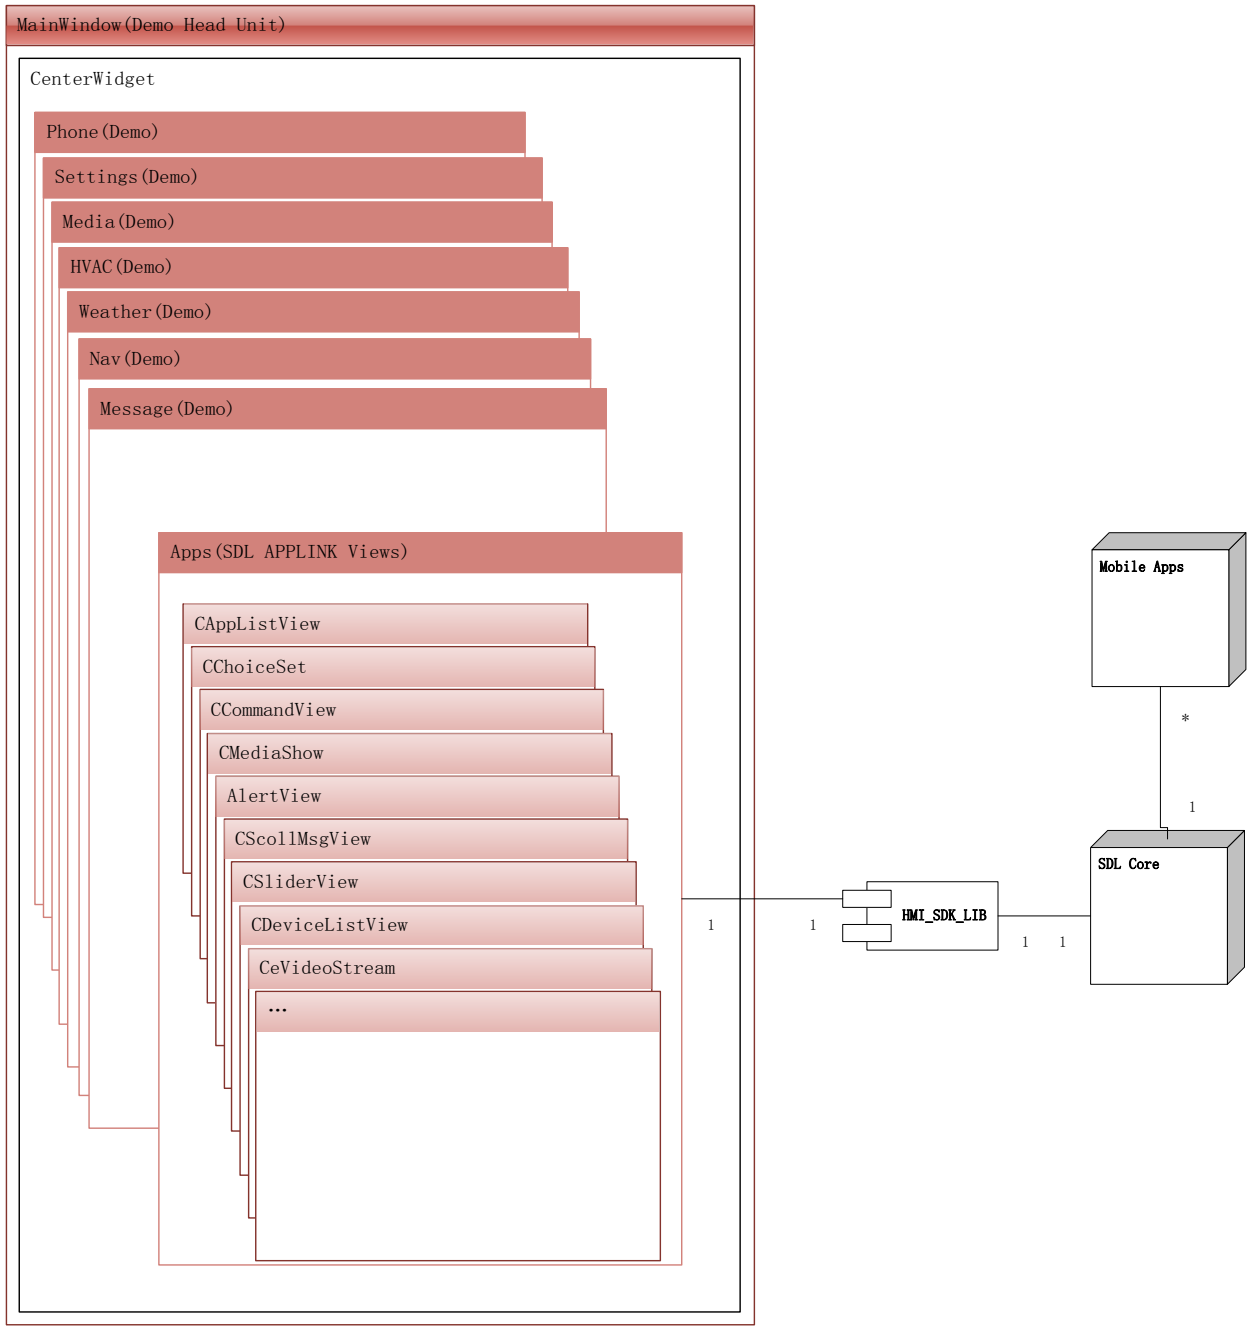 MainWindow(Demo Head Unit)
CenterWidget
Phone(Demo)
Settings(Demo)
Media(Demo)
HVAC(Demo)
Weather(Demo)
Nav(Demo)
Message(Demo)
Apps(SDL APPLINK Views)
CAppListView
CChoiceSet
CCommandView
CMediaShow
AlertView
CScollMsgView
CSliderView
CDeviceListView
CeVideoStream
...
1
1
HMI_SDK_LIB
1
1
Mobile Apps
*
1
SDL Core